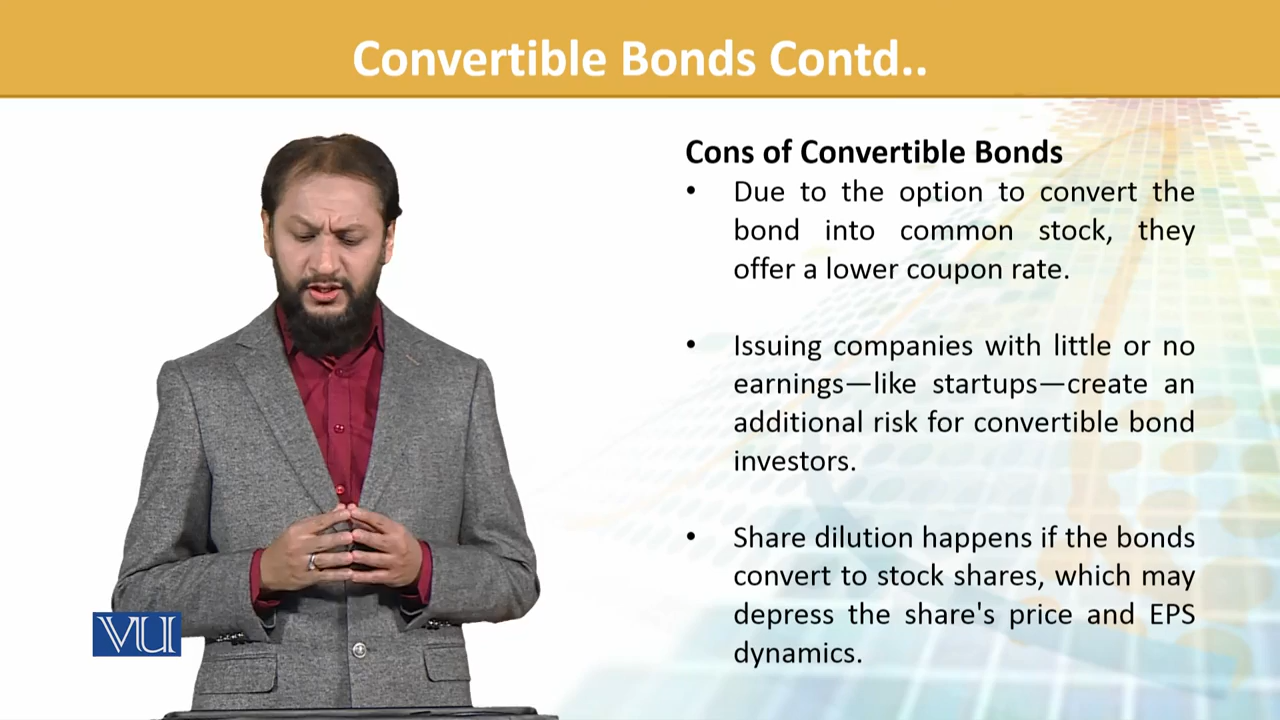 Convertible Bonds Contd..
Cons of Convertible Bonds
• Due to the option to convert the
bond into common stock, they
offer a lower coupon rate.
• Issuing companies with little or no
earnings—like startups—create an
additional risk for convertible bond
investors.
• Share dilution happens if the bonds
convert to stock shares, which may
depress the share's price and EPS
dynamics.
VU